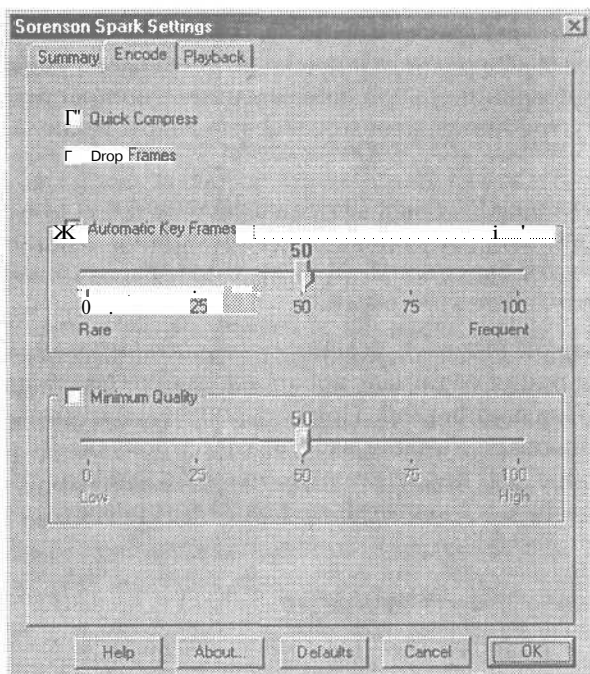 Sorenson Spark Settings
Summary Encode Playback
Г" Quick Compress
Г Drop Frames
Ж Automatic Key Frames i '
50
0 25 50 75 100
Rare Frequent
Minimum Quality
50
0 25 50 75 100
Low High
Help About... Defaults Cancel OK